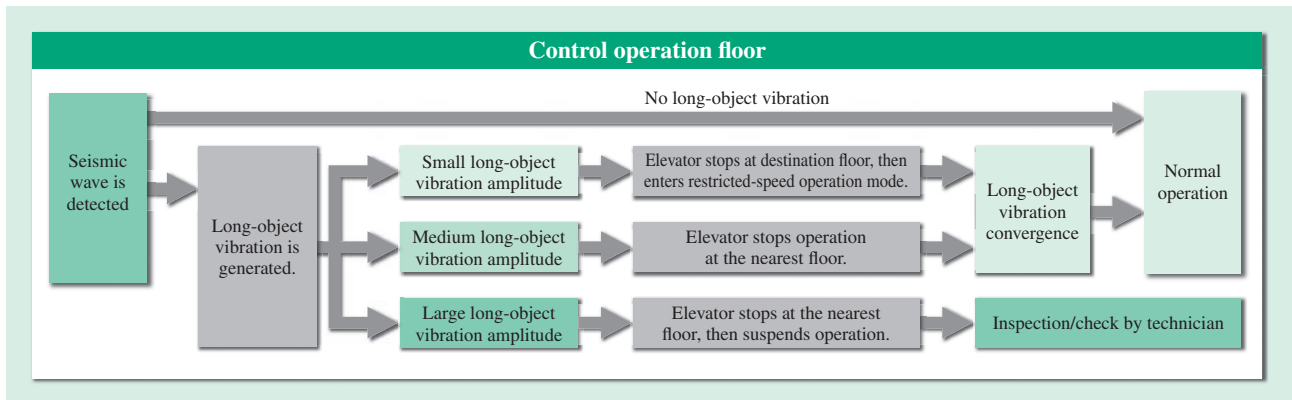 Control operation floor
No long-object vibration
Seismic
wave is
detected
Long-object
vibration is
generated.
Small long-object
vibration amplitude
Elevator stops at destination floor, then
enters restricted-speed operation mode.
Medium long-object
vibration amplitude
Elevator stops operation
at the nearest floor.
Long-object
vibration
convergence
Normal
operation
Large long-object
vibration amplitude
Elevator stops at the nearest
floor, then suspends operation.
Inspection/check by technician